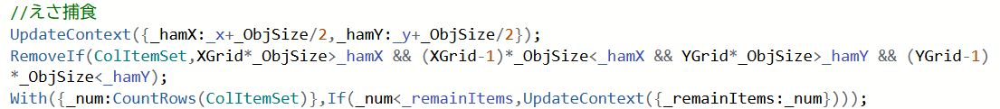 //えさ捕食
UpdateContext({_hamX:_x+_ObjSize/2,_hamY:_y+_ObjSize/2});
RemoveIf(ColItemSet,XGrid*_ObjSize>_hamX && (XGrid-1)*_ObjSize<_hamX && YGrid*_ObjSize>_hamY && (YGrid-1)
*_ObjSize<_hamY);
With({_num:CountRows(ColItemSet)},If(_num<_remainItems,UpdateContext({_remainItems:_num})));